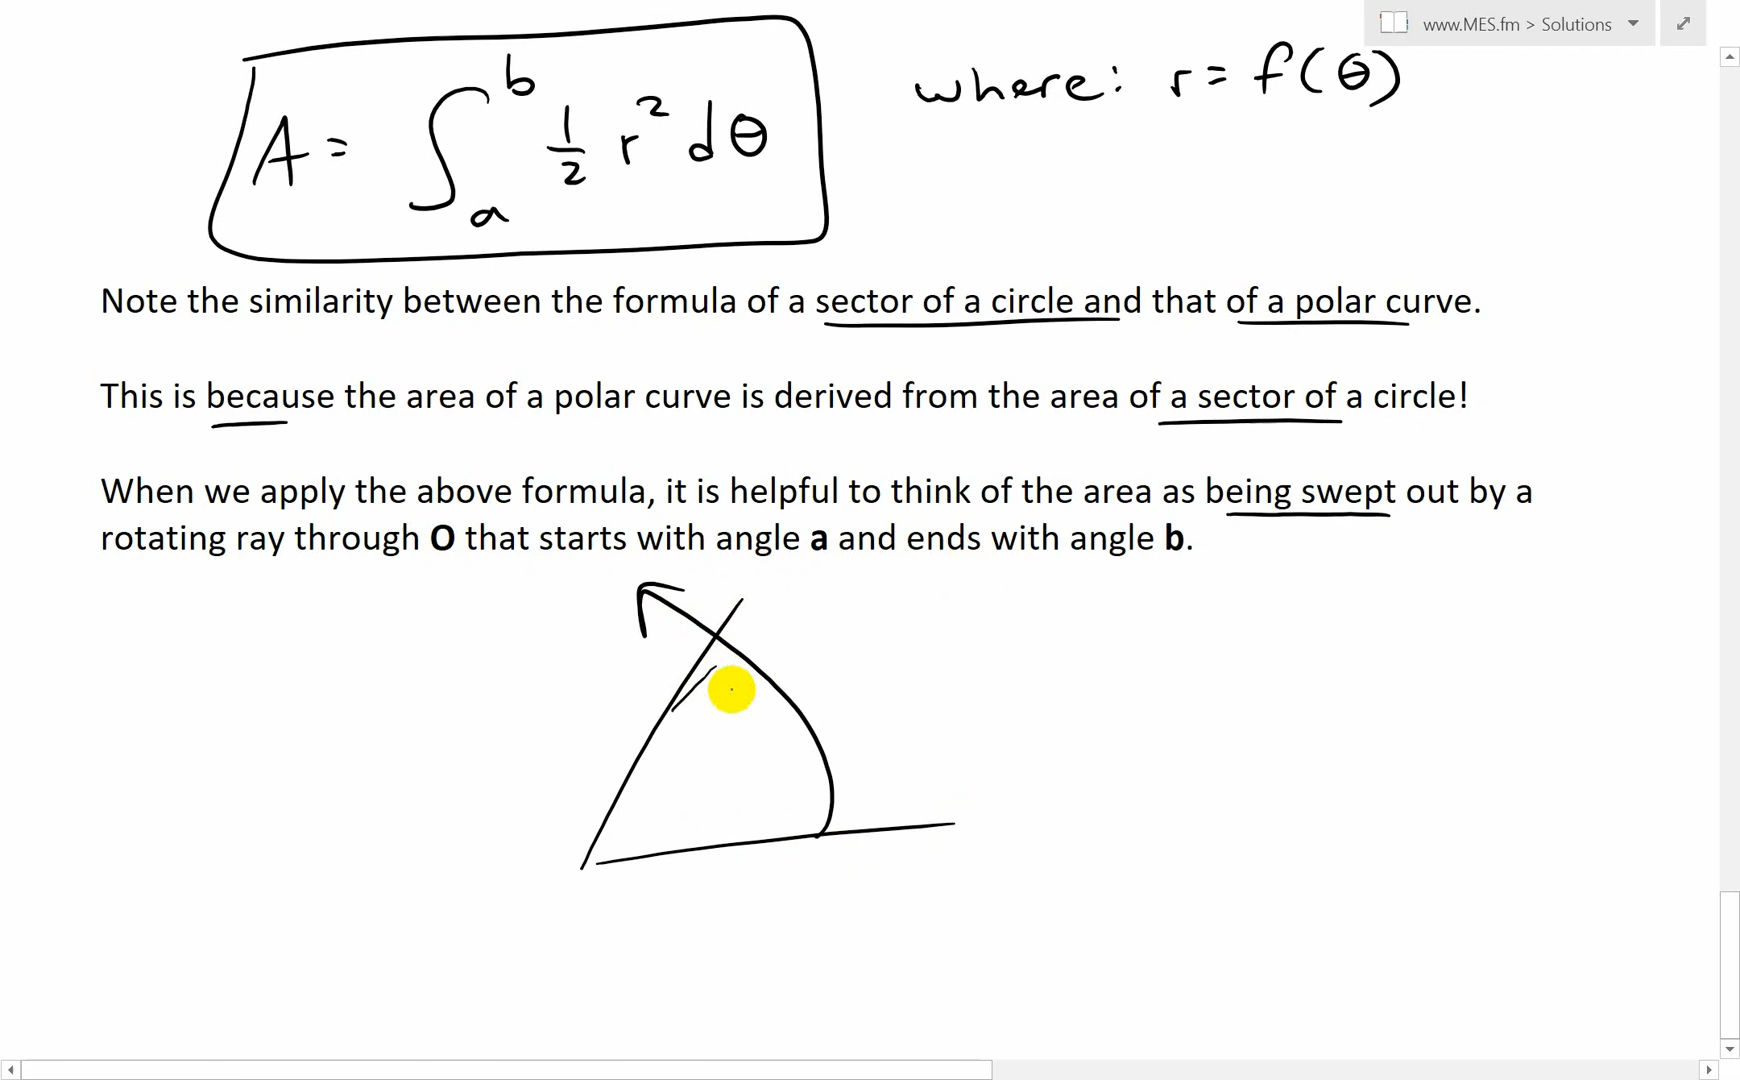 www.MES.fm > Solutions
A = ∫_a^b 1/2 r² dθ
where: r = f(θ)
Note the similarity between the formula of a sector of a circle and that of a polar curve.
This is because the area of a polar curve is derived from the area of a sector of a circle!
When we apply the above formula, it is helpful to think of the area as being swept out by a
rotating ray through O that starts with angle a and ends with angle b.